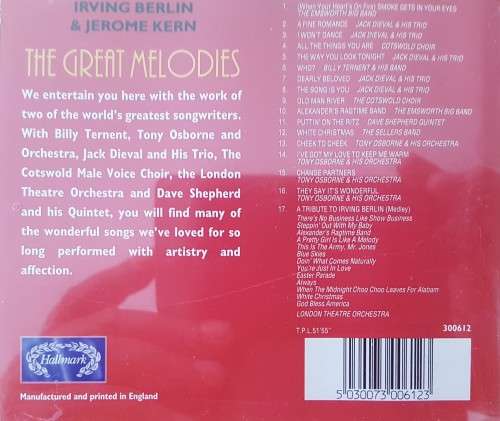 IRVING BERLIN
& JEROME KERN
THE GREAT MELODIES
We entertain you here with the work of
two of the world's greatest songwriters.
With Billy Ternent, Tony Osborne and
Orchestra, Jack Dieval and His Trio, The
Cotswold Male Voice Choir, the London
Theatre Orchestra and Dave Shepherd
and his Quintet, you will find many of
the wonderful songs we've loved for so
long performed with artistry and
affection.
Hallmark
Manufactured and printed in England
1. (When Your Heart's On Fire) SMOKE GETS IN YOUR EYES
THE EMSWORTH BIG BAND
2. A FINE ROMANCE JACK DIEVAL & HIS TRIO
3. I WON'T DANCE JACK DIEVAL & HIS TRIO
4. ALL THE THINGS YOU ARE COTSWOLD CHOIR
5. THE WAY YOU LOOK TONIGHT JACK DIEVAL & HIS TRIO
6. WHO? BILLY TERNENT & HIS BAND
7. DEARLY BELOVED JACK DIEVAL & HIS TRIO
8. THE SONG IS YOU JACK DIEVAL & HIS TRIO
9. OLD MAN RIVER THE COTSWOLD CHOIR
10. ALEXANDER'S RAGTIME BAND THE EMSWORTH BIG BAND
11. PUTTIN' ON THE RITZ DAVE SHEPHERD QUINTET
12. WHITE CHRISTMAS THE SELLERS BAND
13. CHEEK TO CHEEK TONY OSBORNE & HIS ORCHESTRA
14. I'VE GOT MY LOVE TO KEEP ME WARM
TONY OSBORNE & HIS ORCHESTRA
15. CHANGE PARTNERS
TONY OSBORNE & HIS ORCHESTRA
16. THEY SAY IT'S WONDERFUL
TONY OSBORNE & HIS ORCHESTRA
17. A TRIBUTE TO IRVING BERLIN (Medley)
There's No Business Like Show Business
Steppin' Out With My Baby
Alexander's Ragtime Band
A Pretty Girl Is Like A Melody
This Is The Army, Mr. Jones
Blue Skies
Doin' What Comes Naturally
You're Just In Love
Easter Parade
Always
When The Midnight Choo Choo Leaves For Alabam
White Christmas
God Bless America
LONDON THEATRE ORCHESTRA
T.P.L.51'55"
300612
5 030073 006123